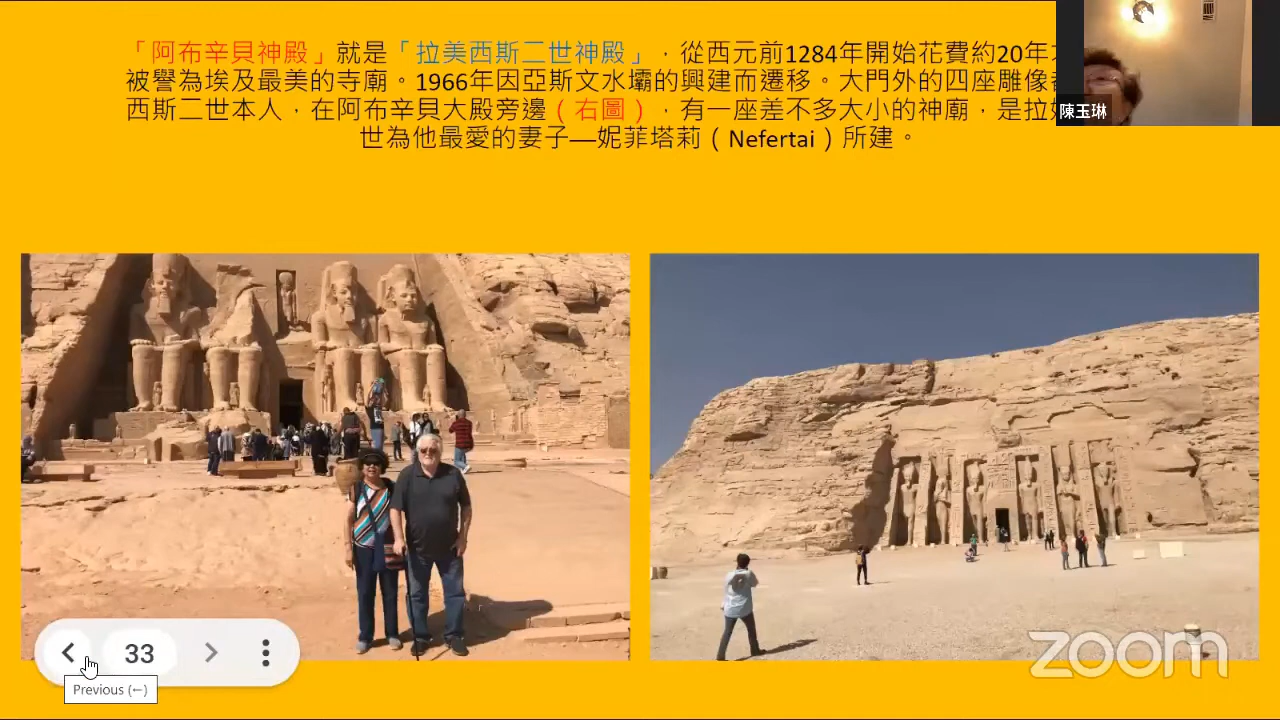 「阿布辛貝神殿」就是「拉美西斯二世神殿」，從西元前1284年開始花費約20年
被譽為埃及最美的寺廟。1966年因亞斯文水壩的興建而遷移。大門外的四座雕像
西斯二世本人，在阿布辛貝大殿旁邊（右圖），有一座差不多大小的神廟，是拉
世為他最愛的妻子—妮菲塔莉（Nefertai）所建。
陳玉琳
33
Previous (←)
zoom